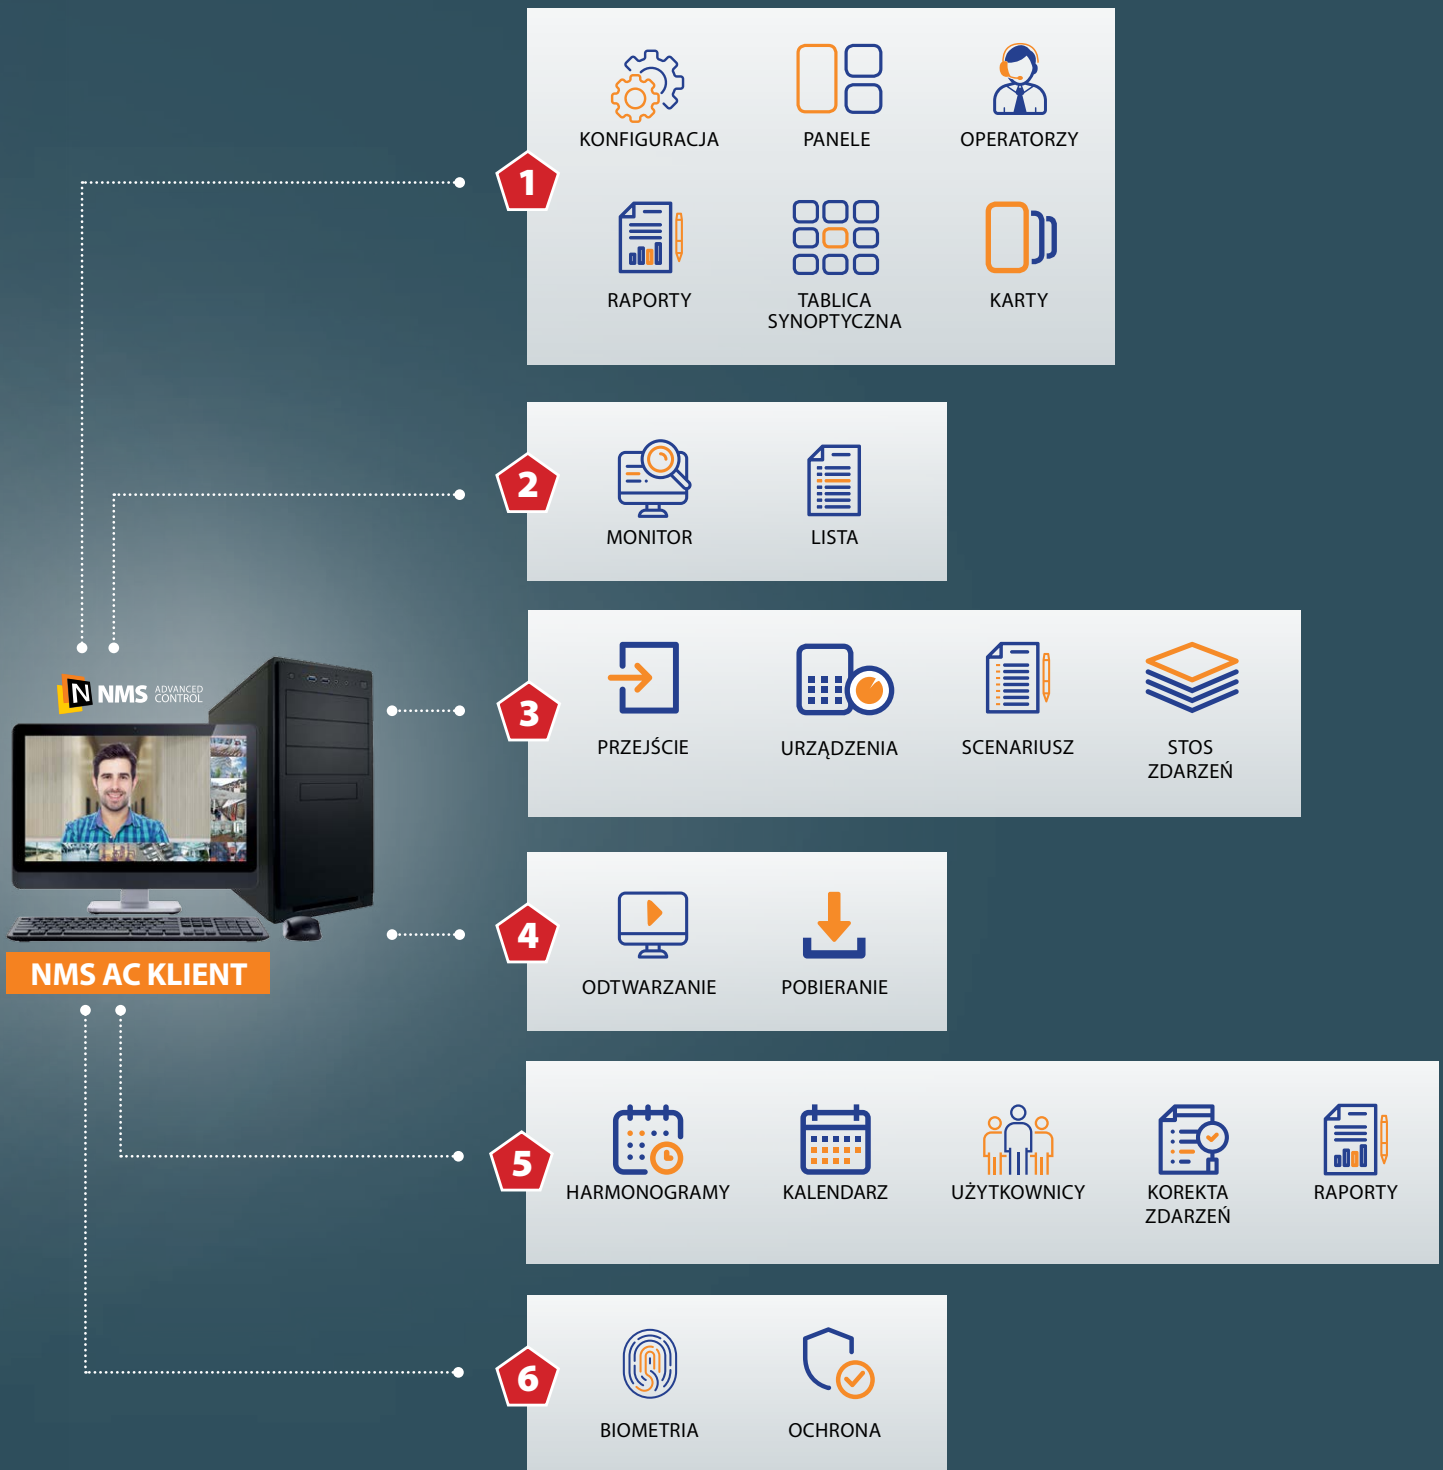 1
KONFIGURACJA
PANELE
OPERATORZY
RAPORTY
TABLICA
SYNOPTYCZNA
KARTY
2
MONITOR
LISTA
N NMS ADVANCED
CONTROL
NMS AC KLIENT
3
PRZEJŚCIE
URZĄDZENIA
SCENARIUSZ
STOS
ZDARZEŃ
4
ODTWARZANIE
POBIERANIE
5
HARMONOGRAMY
KALENDARZ
UŻYTKOWNICY
KOREKTA
ZDARZEŃ
RAPORTY
6
BIOMETRIA
OCHRONA